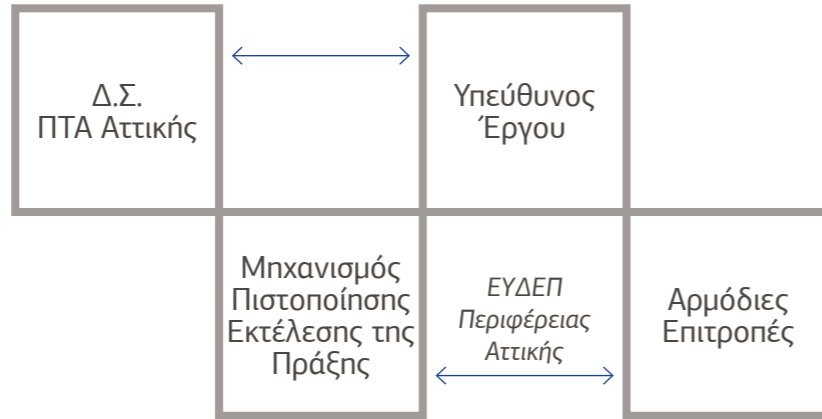 Δ.Σ.
ΠΤΑ Αττικής
Υπεύθυνος
Έργου
Μηχανισμός
Πιστοποίησης
Εκτέλεσης της
Πράξης
ΕΥΔΕΠ
Περιφέρειας
Αττικής
Αρμόδιες
Επιτροπές